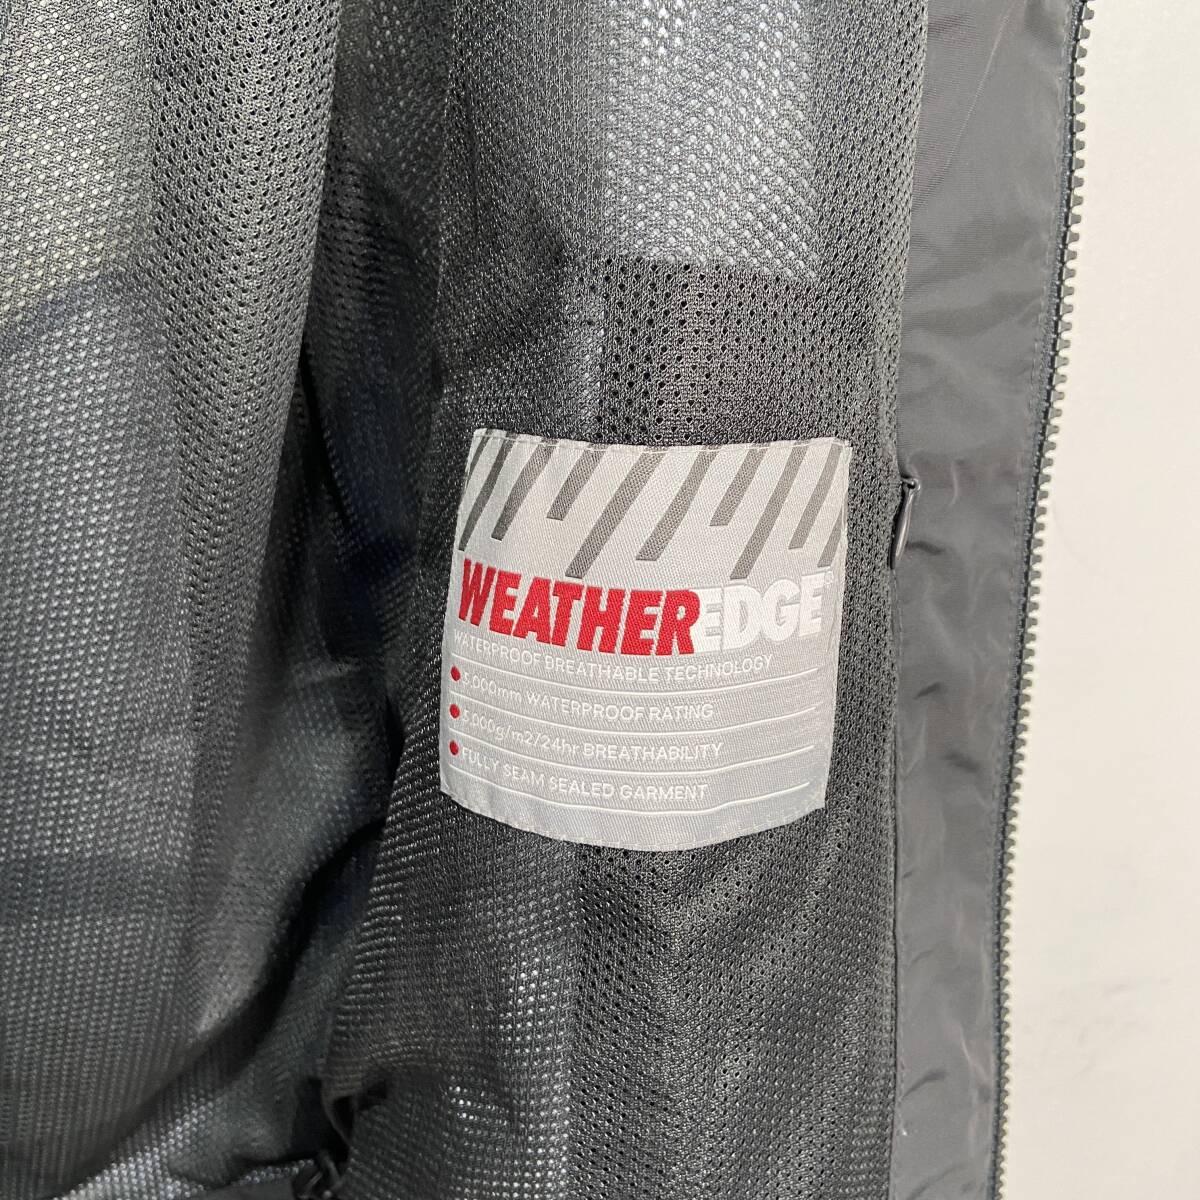 WEATHEREDGE®
WATERPROOF BREATHABLE TECHNOLOGY
5.000mm WATERPROOF RATING
5.000g/m2/24hr BREATHABILITY
FULLY SEAM SEALED GARMENT